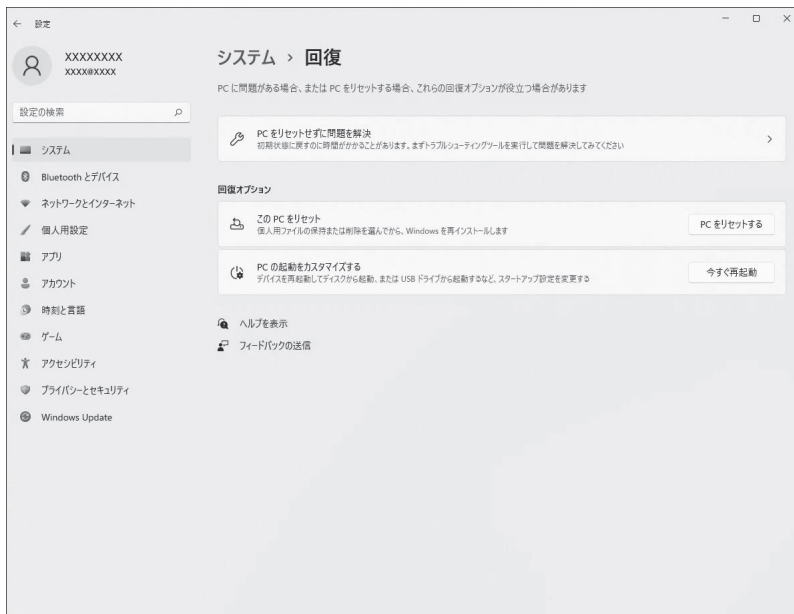 ← 設定
XXXXXXXX
xxxx@xxxx
設定の検索
システム
Bluetooth とデバイス
ネットワークとインターネット
個人用設定
アプリ
アカウント
時刻と言語
ゲーム
アクセシビリティ
プライバシーとセキュリティ
Windows Update
システム › 回復
PC に問題がある場合、または PC をリセットする場合、これらの回復オプションが役立つ場合があります
PC をリセットせずに問題を解決
初期状態に戻すのに時間がかかることがあります。まずトラブルシューティングツールを実行して問題を解決してみてください
回復オプション
この PC をリセット
個人用ファイルの保持または削除を選んでから、Windows を再インストールします
PC をリセットする
PC の起動をカスタマイズする
デバイスを再起動してディスクから起動、または USB ドライブから起動するなど、スタートアップ設定を変更する
今すぐ再起動
ヘルプを表示
フィードバックの送信